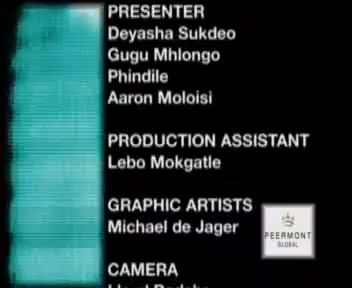 PRESENTER
Deyasha Sukdeo
Gugu Mhlongo
Phindile
Aaron Moloisi
PRODUCTION ASSISTANT
Lebo Mokgatle
GRAPHIC ARTISTS
Michael de Jager
PEERMONT
GLOBAL
CAMERA